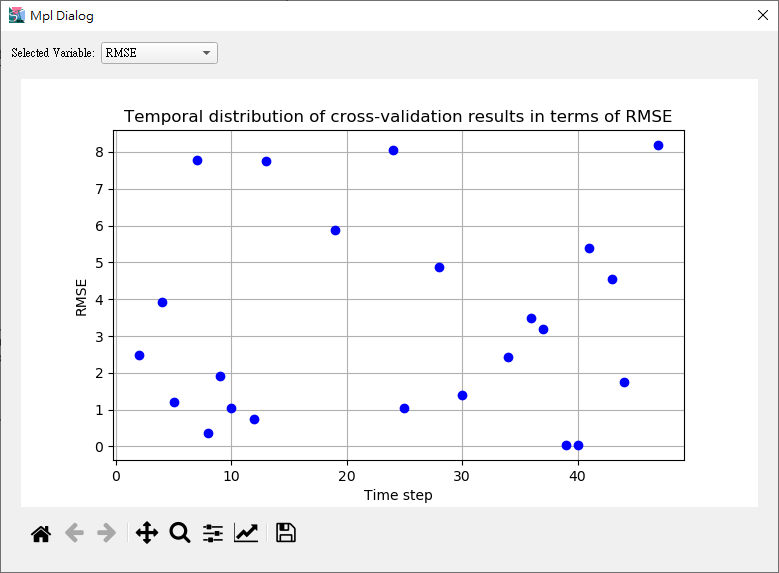 Mpl Dialog
Selected Variable: RMSE
Temporal distribution of cross-validation results in terms of RMSE
8
7
6
5
4
3
2
1
0
RMSE
0 10 20 30 40
Time step